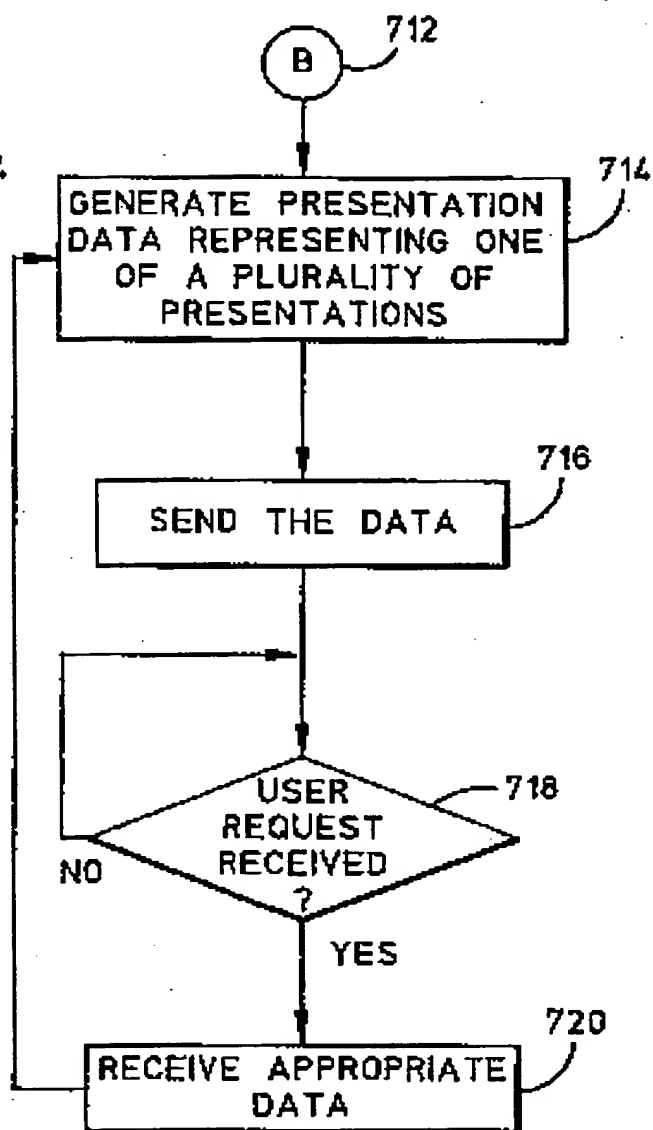 712
B
714
GENERATE PRESENTATION
DATA REPRESENTING ONE
OF A PLURALITY OF
PRESENTATIONS
716
SEND THE DATA
718
USER
REQUEST
RECEIVED
?
NO
YES
720
RECEIVE APPROPRIATE
DATA